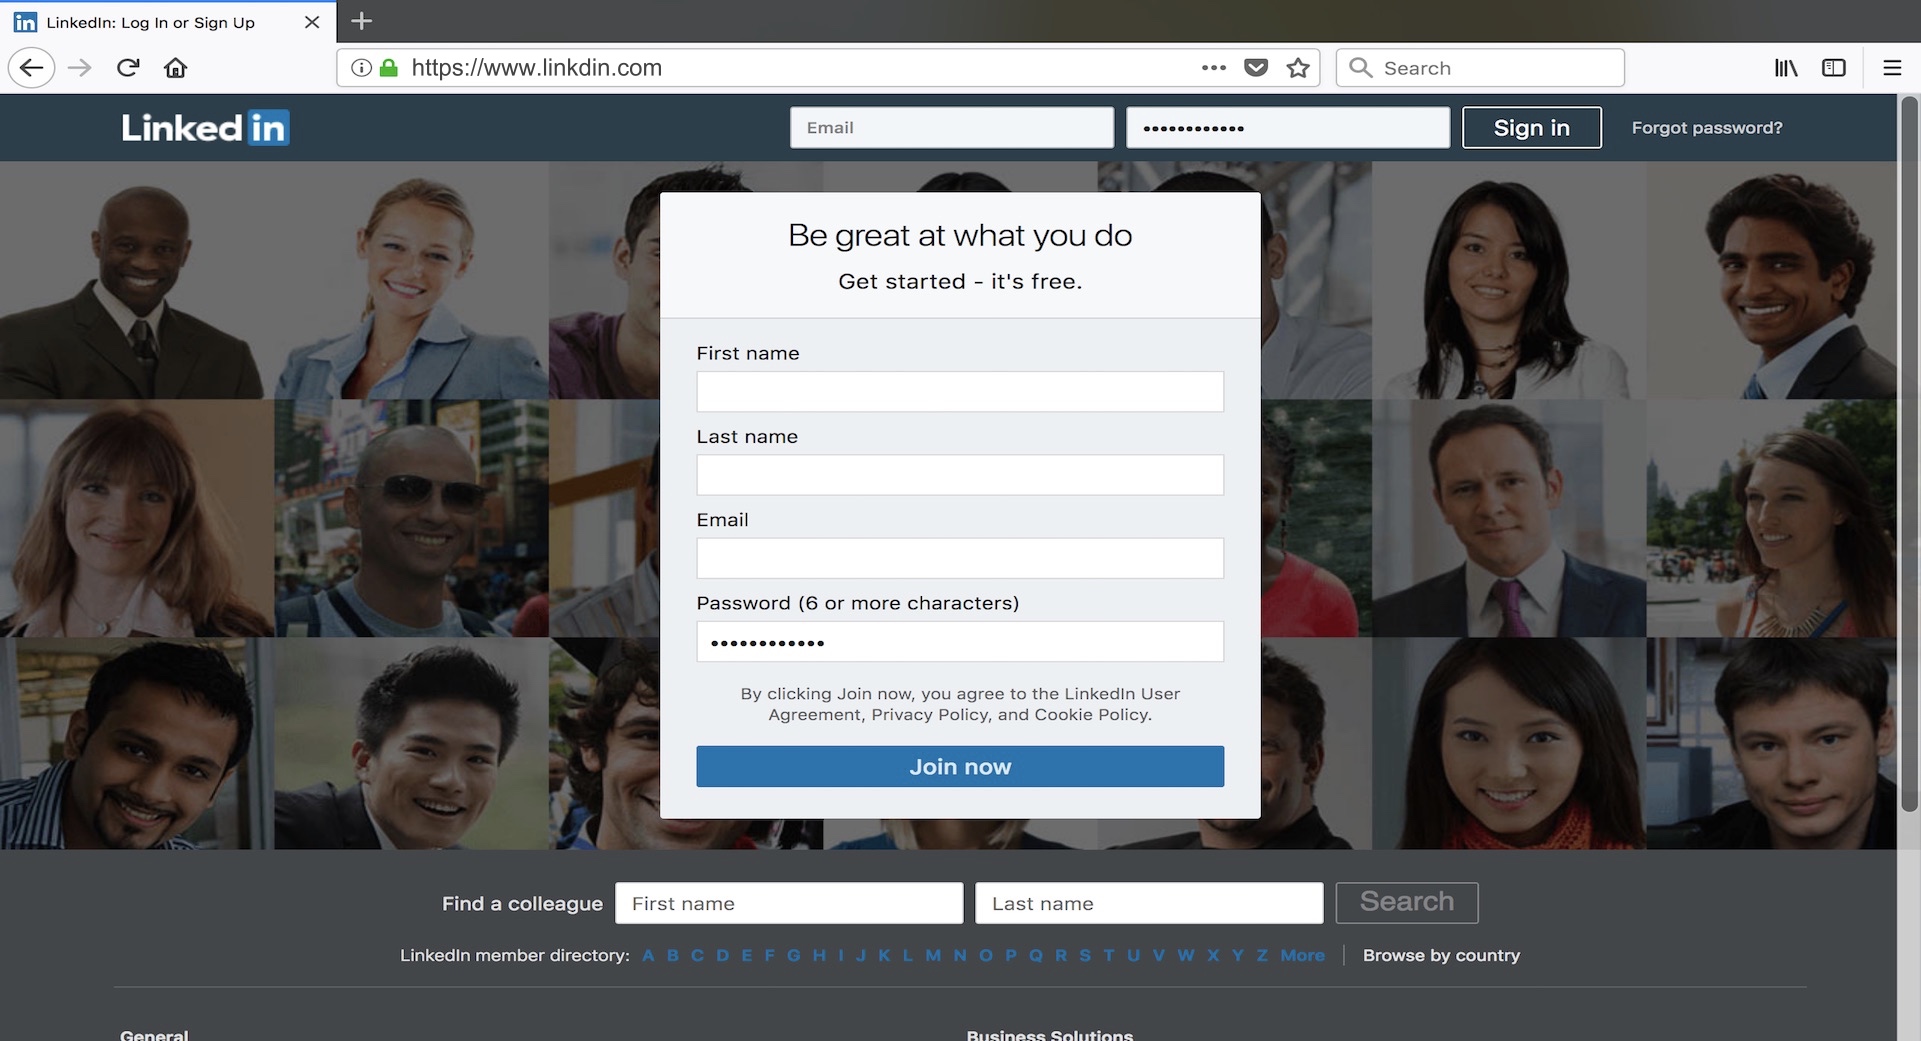 LinkedIn: Log In or Sign Up
https://www.linkdin.com
Search
Linked in
Email
Sign in
Forgot password?
Be great at what you do
Get started - it's free.
First name
Last name
Email
Password (6 or more characters)
By clicking Join now, you agree to the LinkedIn User
Agreement, Privacy Policy, and Cookie Policy.
Join now
Find a colleague First name Last name Search
LinkedIn member directory: A B C D E F G H I J K L M N O P Q R S T U V W X Y Z More Browse by country
General Business Solutions